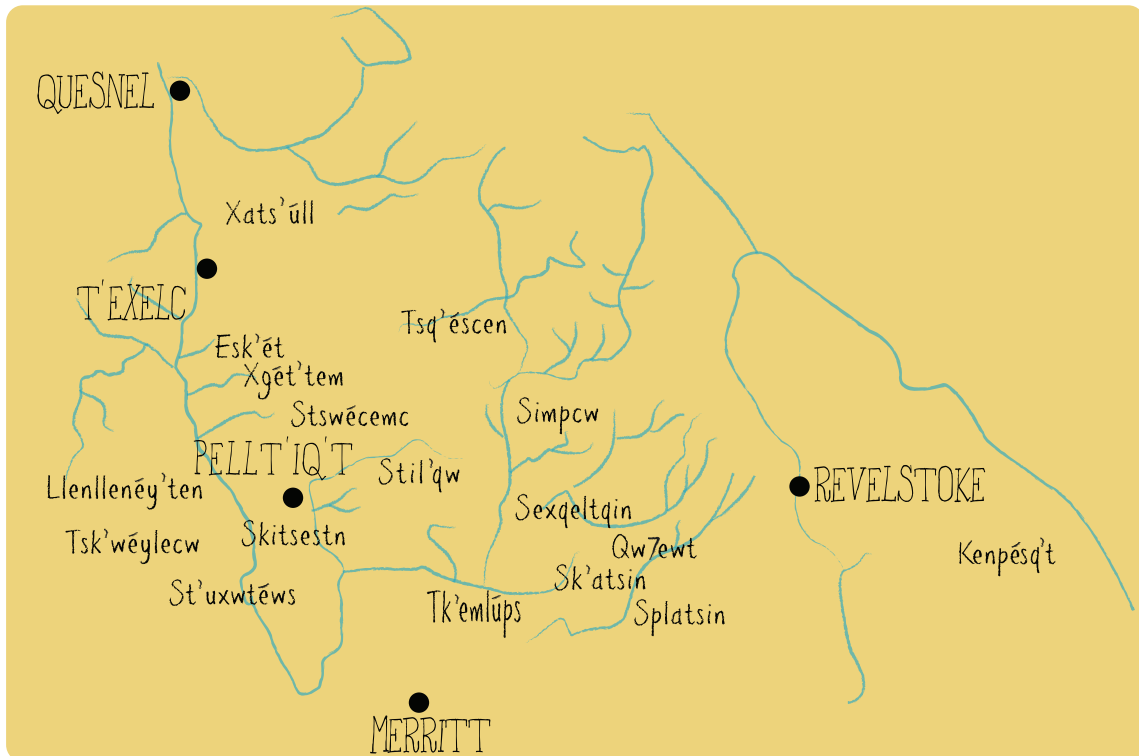 QUESNEL
Xats'úll
T'EXELC
Tsq'éscen
Esk'ét
Xgét'tem
Stswécemc
Simpcw
PELLT'IQ'T
Stil'qw
Llenllenéy'ten
REVELSTOKE
Sexqeltqin
Skitsestn
Tsk'wéylecw
Qw7ewt
Kenpésq't
Sk'atsin
St'uxwtéws
Tk'emlúps
Splatsin
MERRITT